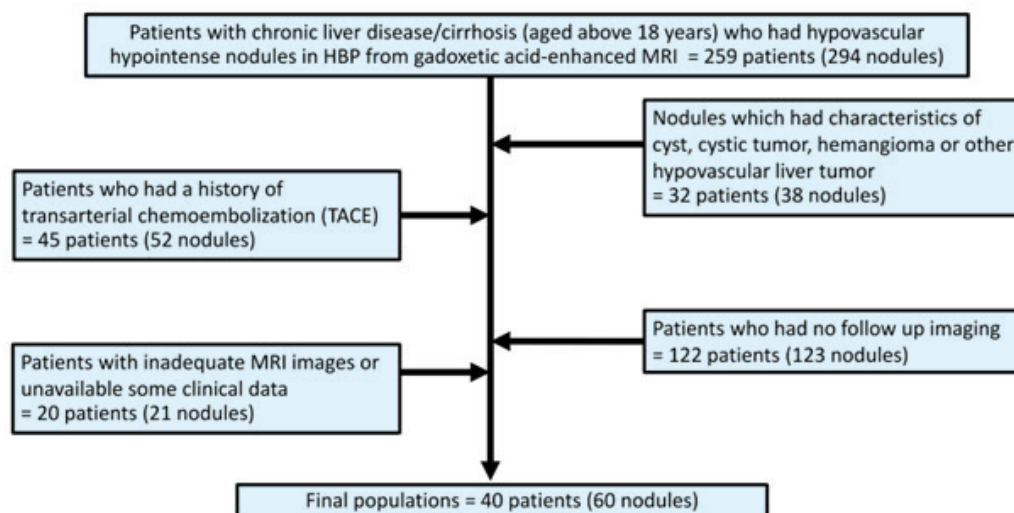 Patients with chronic liver disease/cirrhosis (aged above 18 years) who had hypovascular
hypointense nodules in HBP from gadoxetic acid-enhanced MRI = 259 patients (294 nodules)
Nodules which had characteristics of
cyst, cystic tumor, hemangioma or other
hypovascular liver tumor
= 32 patients (38 nodules)
Patients who had a history of
transarterial chemoembolization (TACE)
= 45 patients (52 nodules)
Patients who had no follow up imaging
= 122 patients (123 nodules)
Patients with inadequate MRI images or
unavailable some clinical data
= 20 patients (21 nodules)
Final populations = 40 patients (60 nodules)